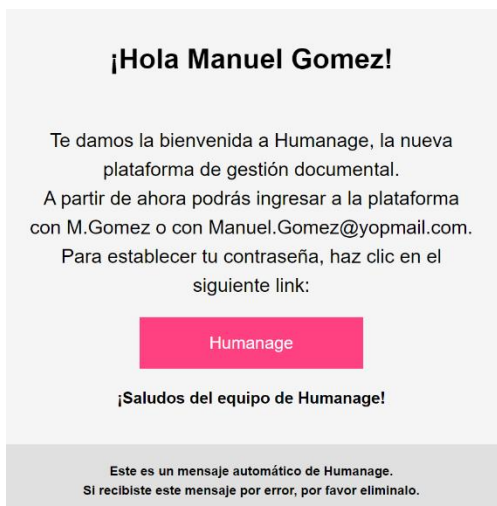 ¡Hola Manuel Gomez!
Te damos la bienvenida a Humanage, la nueva
plataforma de gestión documental.
A partir de ahora podrás ingresar a la plataforma
con M.Gomez o con Manuel.Gomez@yopmail.com.
Para establecer tu contraseña, haz clic en el
siguiente link:
Humanage
¡Saludos del equipo de Humanage!
Este es un mensaje automático de Humanage.
Si recibiste este mensaje por error, por favor eliminalo.